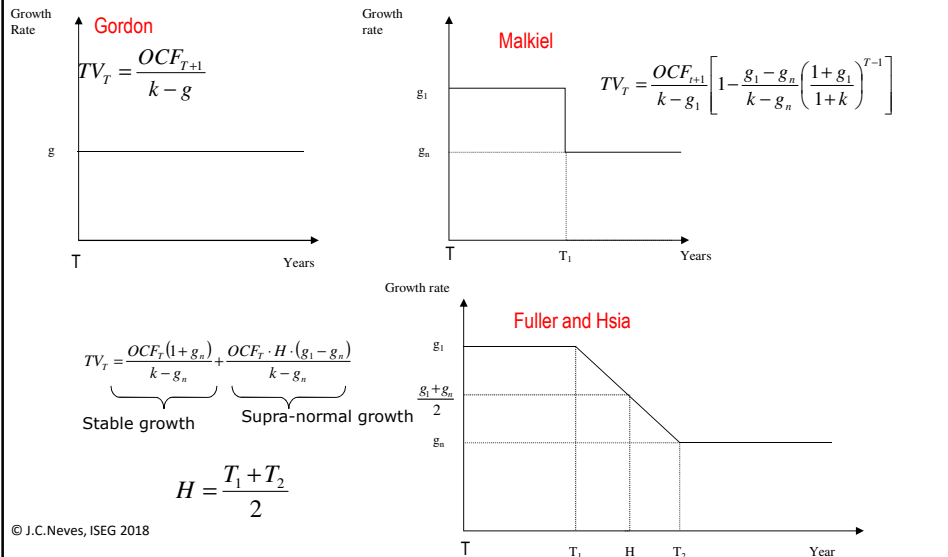 Growth
Rate
Gordon
TV_T = OCF_{T+1} / (k − g)
g
T
Years
Growth
rate
Malkiel
TV_T = OCF_{t+1} / (k − g_1) [1 − (g_1 − g_n) / (k − g_n) ((1 + g_1) / (1 + k))^{T−1}]
g_1
g_n
T
T_1
Years
TV_T = OCF_T(1 + g_n) / (k − g_n) + OCF_T · H · (g_1 − g_n) / (k − g_n)
Stable growth
Supra-normal growth
H = (T_1 + T_2) / 2
Growth rate
Fuller and Hsia
g_1
(g_1 + g_n) / 2
g_n
T
T_1
H
T_2
Year
© J.C.Neves, ISEG 2018